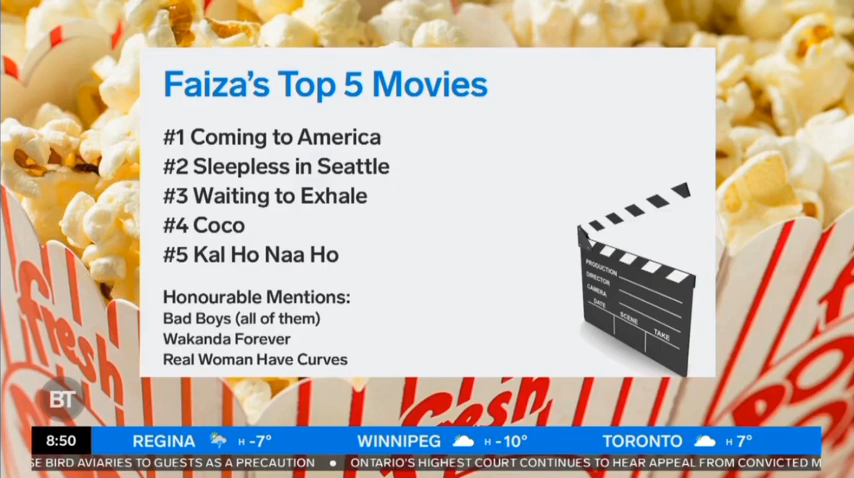 Faiza's Top 5 Movies
#1 Coming to America
#2 Sleepless in Seattle
#3 Waiting to Exhale
#4 Coco
#5 Kal Ho Naa Ho
Honourable Mentions:
Bad Boys (all of them)
Wakanda Forever
Real Woman Have Curves
PRODUCTION
DIRECTOR
CAMERA
DATE SCENE TAKE
fresh
fresh
BT
8:50 REGINA H -7° WINNIPEG H -10° TORONTO H 7°
SE BIRD AVIARIES TO GUESTS AS A PRECAUTION • ONTARIO'S HIGHEST COURT CONTINUES TO HEAR APPEAL FROM CONVICTED M